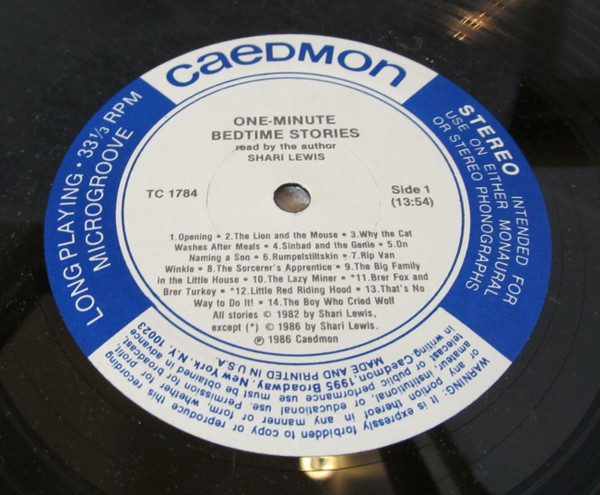 CAEDMON
LONG PLAYING • 33 1/3 RPM
MICROGROOVE
STEREO
INTENDED FOR
USE ON EITHER MONAURAL
OR STEREO PHONOGRAPHS
ONE-MINUTE
BEDTIME STORIES
read by the author
SHARI LEWIS
TC 1784
Side 1
(13:54)
1.Opening • 2.The Lion and the Mouse • 3.Why the Cat
Washes After Meals • 4.Sinbad and the Genie • 5.On
Naming a Son • 6.Rumpelstiltskin • 7.Rip Van
Winkle • 8.The Sorcerer's Apprentice • 9.The Big Family
in the Little House • 10.The Lazy Miner • *11.Brer Fox and
Brer Turkey • *12.Little Red Riding Hood • 13.That's No
Way to Do It! • 14.The Boy Who Cried Wolf
All stories © 1982 by Shari Lewis,
except (*) © 1986 by Shari Lewis.
℗ 1986 Caedmon
WARNING: It is expressly forbidden to copy or reproduce this recording
or any portion thereof in any manner or form, whether for profit,
amateur, or educational use. Permission for broadcast
telecast, or public performance must be obtained in advance
in writing Caedmon, 1995 Broadway, New York, N.Y. 10023
MADE AND PRINTED IN U.S.A.